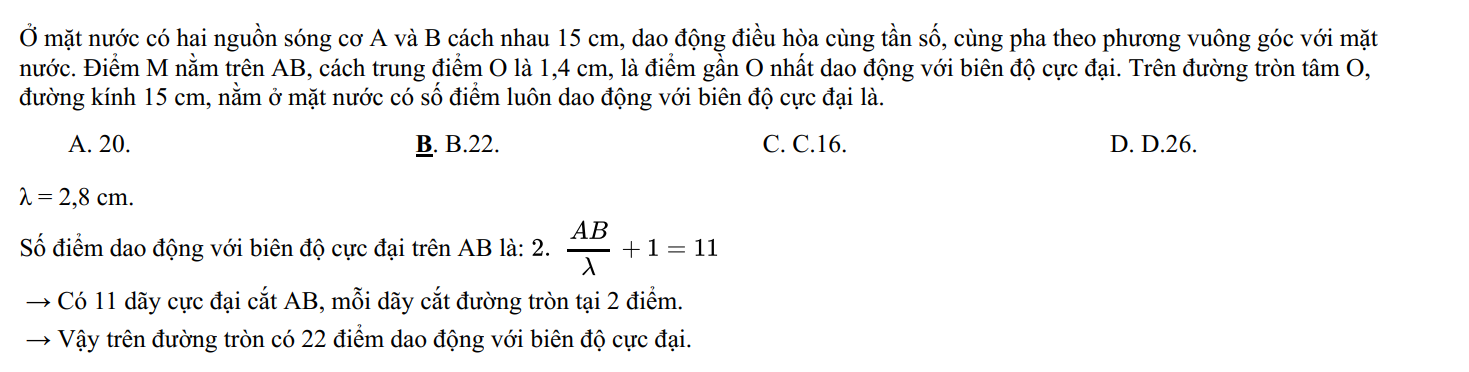 Ở mặt nước có hai nguồn sóng cơ A và B cách nhau 15 cm, dao động điều hòa cùng tần số, cùng pha theo phương vuông góc với mặt
nước. Điểm M nằm trên AB, cách trung điểm O là 1,4 cm, là điểm gần O nhất dao động với biên độ cực đại. Trên đường tròn tâm O,
đường kính 15 cm, nằm ở mặt nước có số điểm luôn dao động với biên độ cực đại là.
A. 20. B. B.22. C. C.16. D. D.26.
λ = 2,8 cm.
Số điểm dao động với biên độ cực đại trên AB là: 2. \frac{AB}{λ} + 1 = 11
→ Có 11 dãy cực đại cắt AB, mỗi dãy cắt đường tròn tại 2 điểm.
→ Vậy trên đường tròn có 22 điểm dao động với biên độ cực đại.